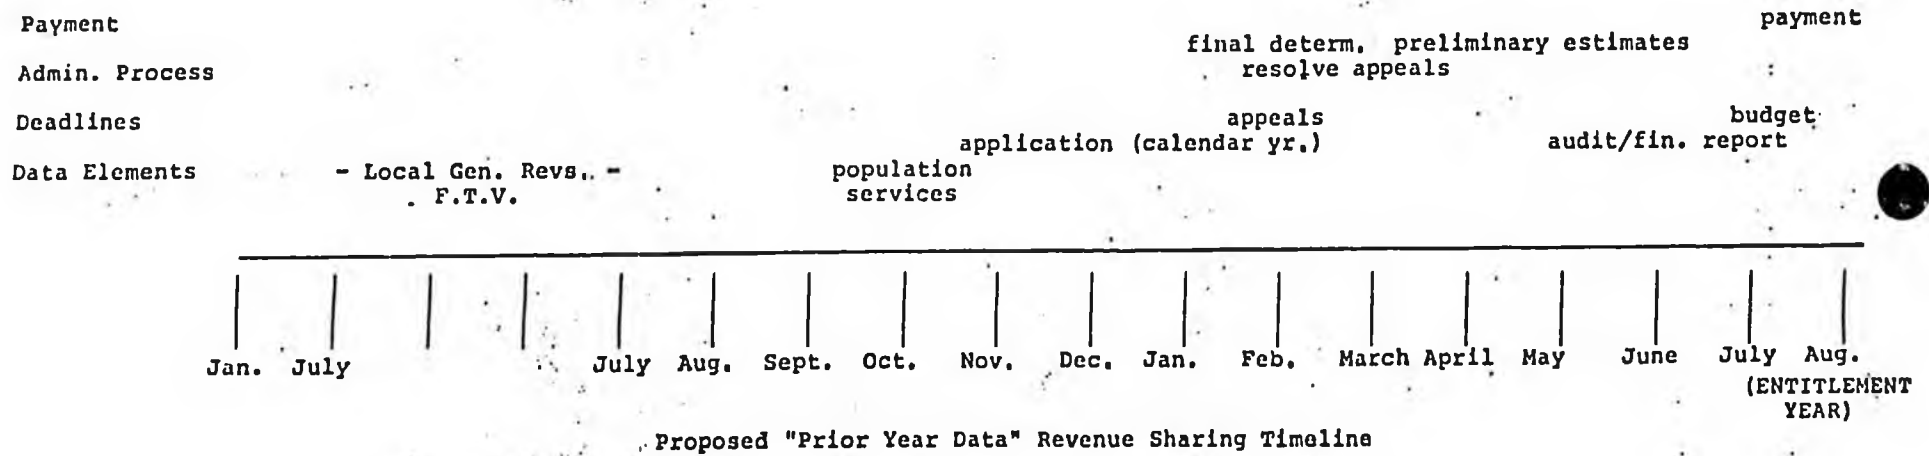 Payment payment
final determ. preliminary estimates
Admin. Process resolve appeals
Deadlines appeals budget
application (calendar yr.) audit/fin. report
Data Elements - Local Gen. Revs. - population
F.T.V. services
Jan. July July Aug. Sept. Oct. Nov. Dec. Jan. Feb. March April May June July Aug.
(ENTITLEMENT
YEAR)
Proposed "Prior Year Data" Revenue Sharing Timeline